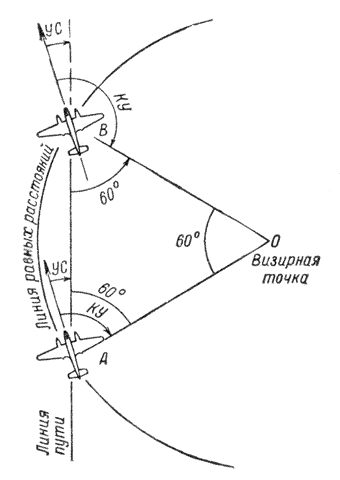 УС
КУ
В
60°
Линия равных расстояний
УС
60°
КУ
60°
О
Визирная
точка
А
Линия
пути